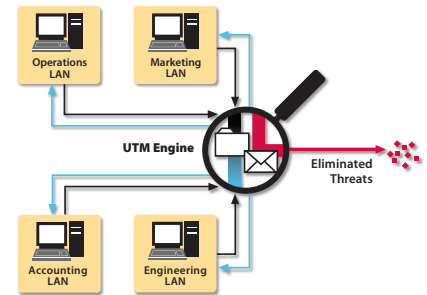 Operations
LAN
Marketing
LAN
UTM Engine
Eliminated
Threats
Accounting
LAN
Engineering
LAN